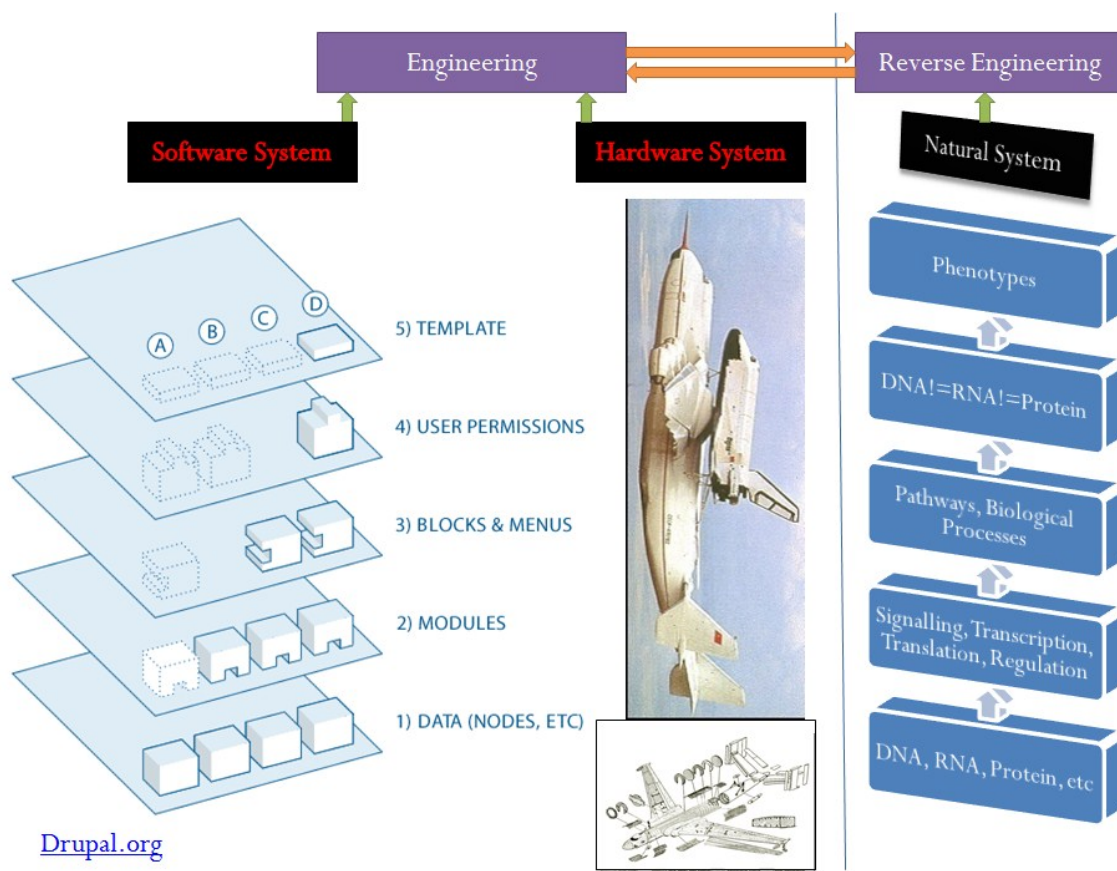 Engineering
Reverse Engineering
Software System
Hardware System
Natural System
A
B
C
D
5) TEMPLATE
4) USER PERMISSIONS
3) BLOCKS & MENUS
2) MODULES
1) DATA (NODES, ETC)
Drupal.org
Phenotypes
DNA!=RNA!=Protein
Pathways, Biological
Processes
Signalling, Transcription,
Translation, Regulation
DNA, RNA, Protein, etc